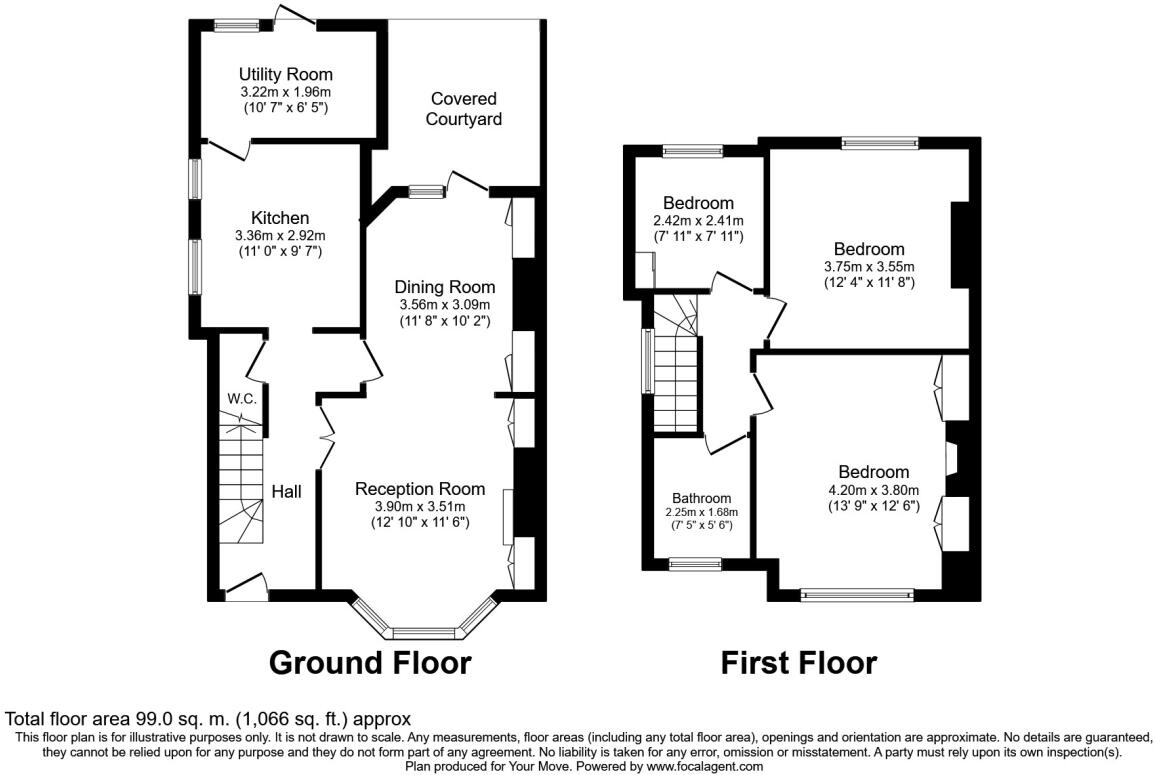 Utility Room
3.22m x 1.96m
(10' 7" x 6' 5")
Covered
Courtyard
Kitchen
3.36m x 2.92m
(11' 0" x 9' 7")
Dining Room
3.56m x 3.09m
(11' 8" x 10' 2")
W.C.
Hall
Reception Room
3.90m x 3.51m
(12' 10" x 11' 6")
Ground Floor
Bedroom
2.42m x 2.41m
(7' 11" x 7' 11")
Bedroom
3.75m x 3.55m
(12' 4" x 11' 8")
Bedroom
4.20m x 3.80m
(13' 9" x 12' 6")
Bathroom
2.25m x 1.68m
(7' 5" x 5' 6")
First Floor
Total floor area 99.0 sq. m. (1,066 sq. ft.) approx
This floor plan is for illustrative purposes only. It is not drawn to scale. Any measurements, floor areas (including any total floor area), openings and orientation are approximate. No details are guaranteed,
they cannot be relied upon for any purpose and they do not form part of any agreement. No liability is taken for any error, omission or misstatement. A party must rely upon its own inspection(s).
Plan produced for Your Move. Powered by www.focalagent.com